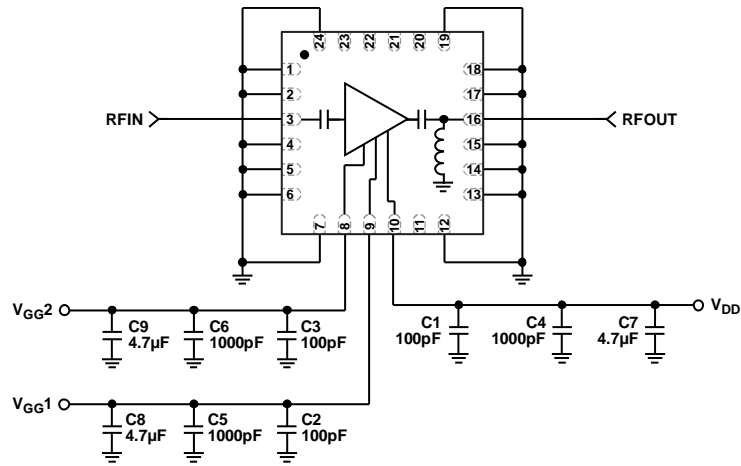 24
23
22
21
20
19
1
2
3
4
5
6
18
17
16
15
14
13
7
8
9
10
11
12
RFIN
RFOUT
VGG2
C9
4.7µF
C6
1000pF
C3
100pF
C1
100pF
C4
1000pF
C7
4.7µF
VDD
VGG1
C8
4.7µF
C5
1000pF
C2
100pF